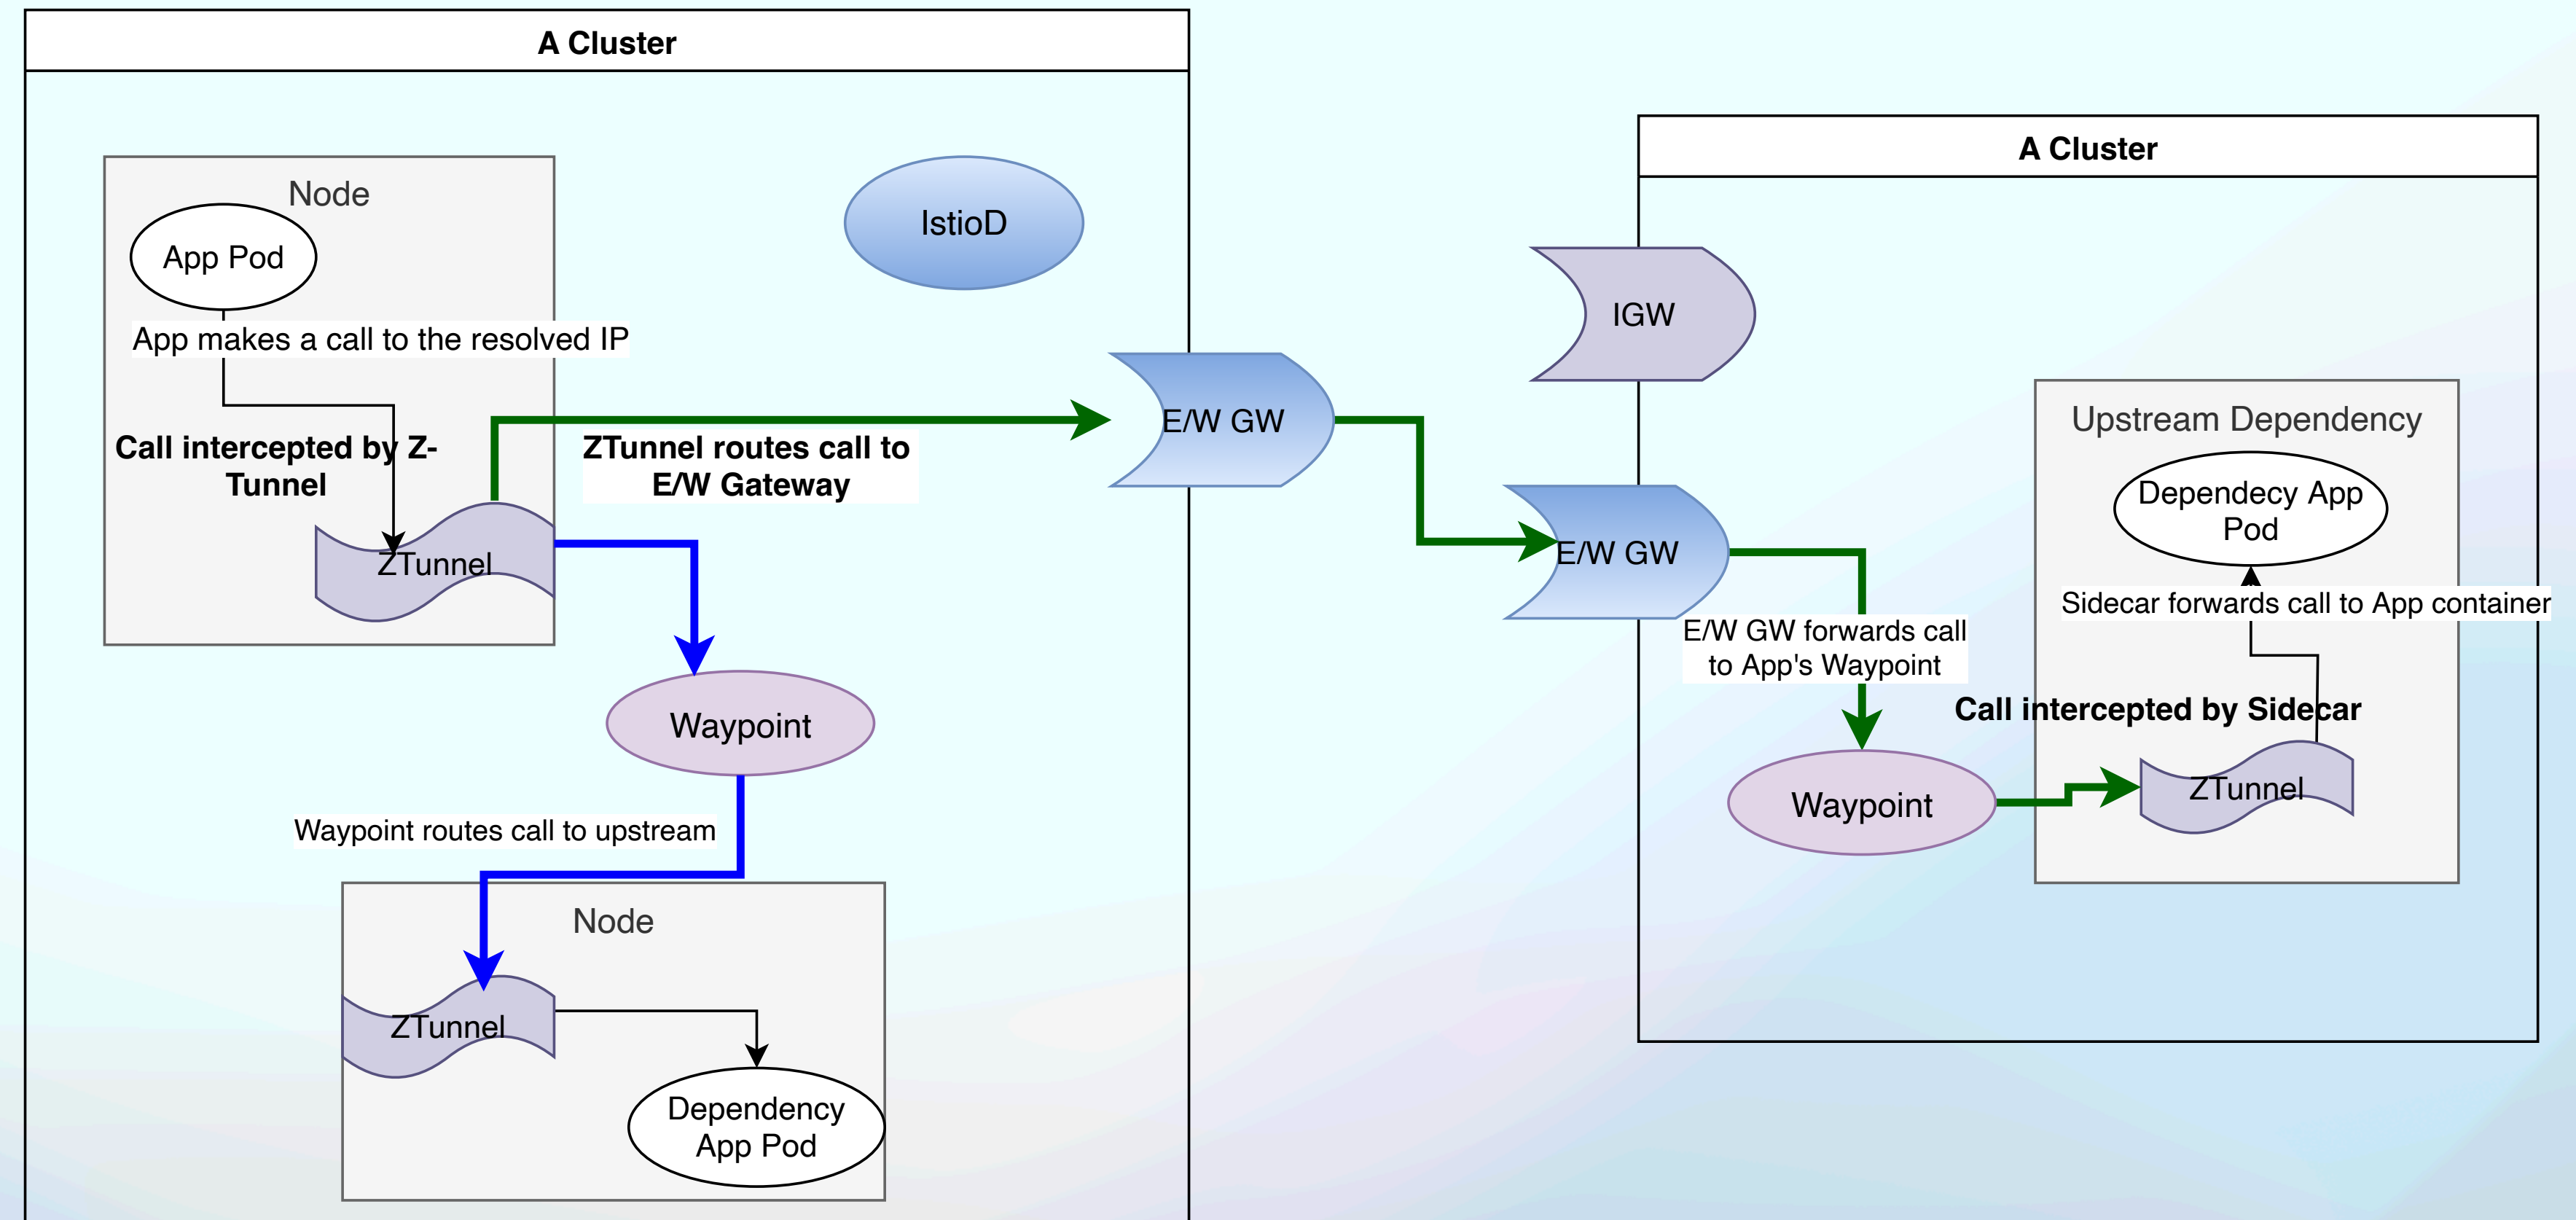 A Cluster
Node
App Pod
App makes a call to the resolved IP
Call intercepted by Z-
Tunnel
ZTunnel
IstioD
ZTunnel routes call to
E/W Gateway
E/W GW
Waypoint
Waypoint routes call to upstream
Node
ZTunnel
Dependency
App Pod
A Cluster
IGW
E/W GW
E/W GW forwards call
to App's Waypoint
Waypoint
Upstream Dependency
Dependecy App
Pod
Sidecar forwards call to App container
Call intercepted by Sidecar
ZTunnel